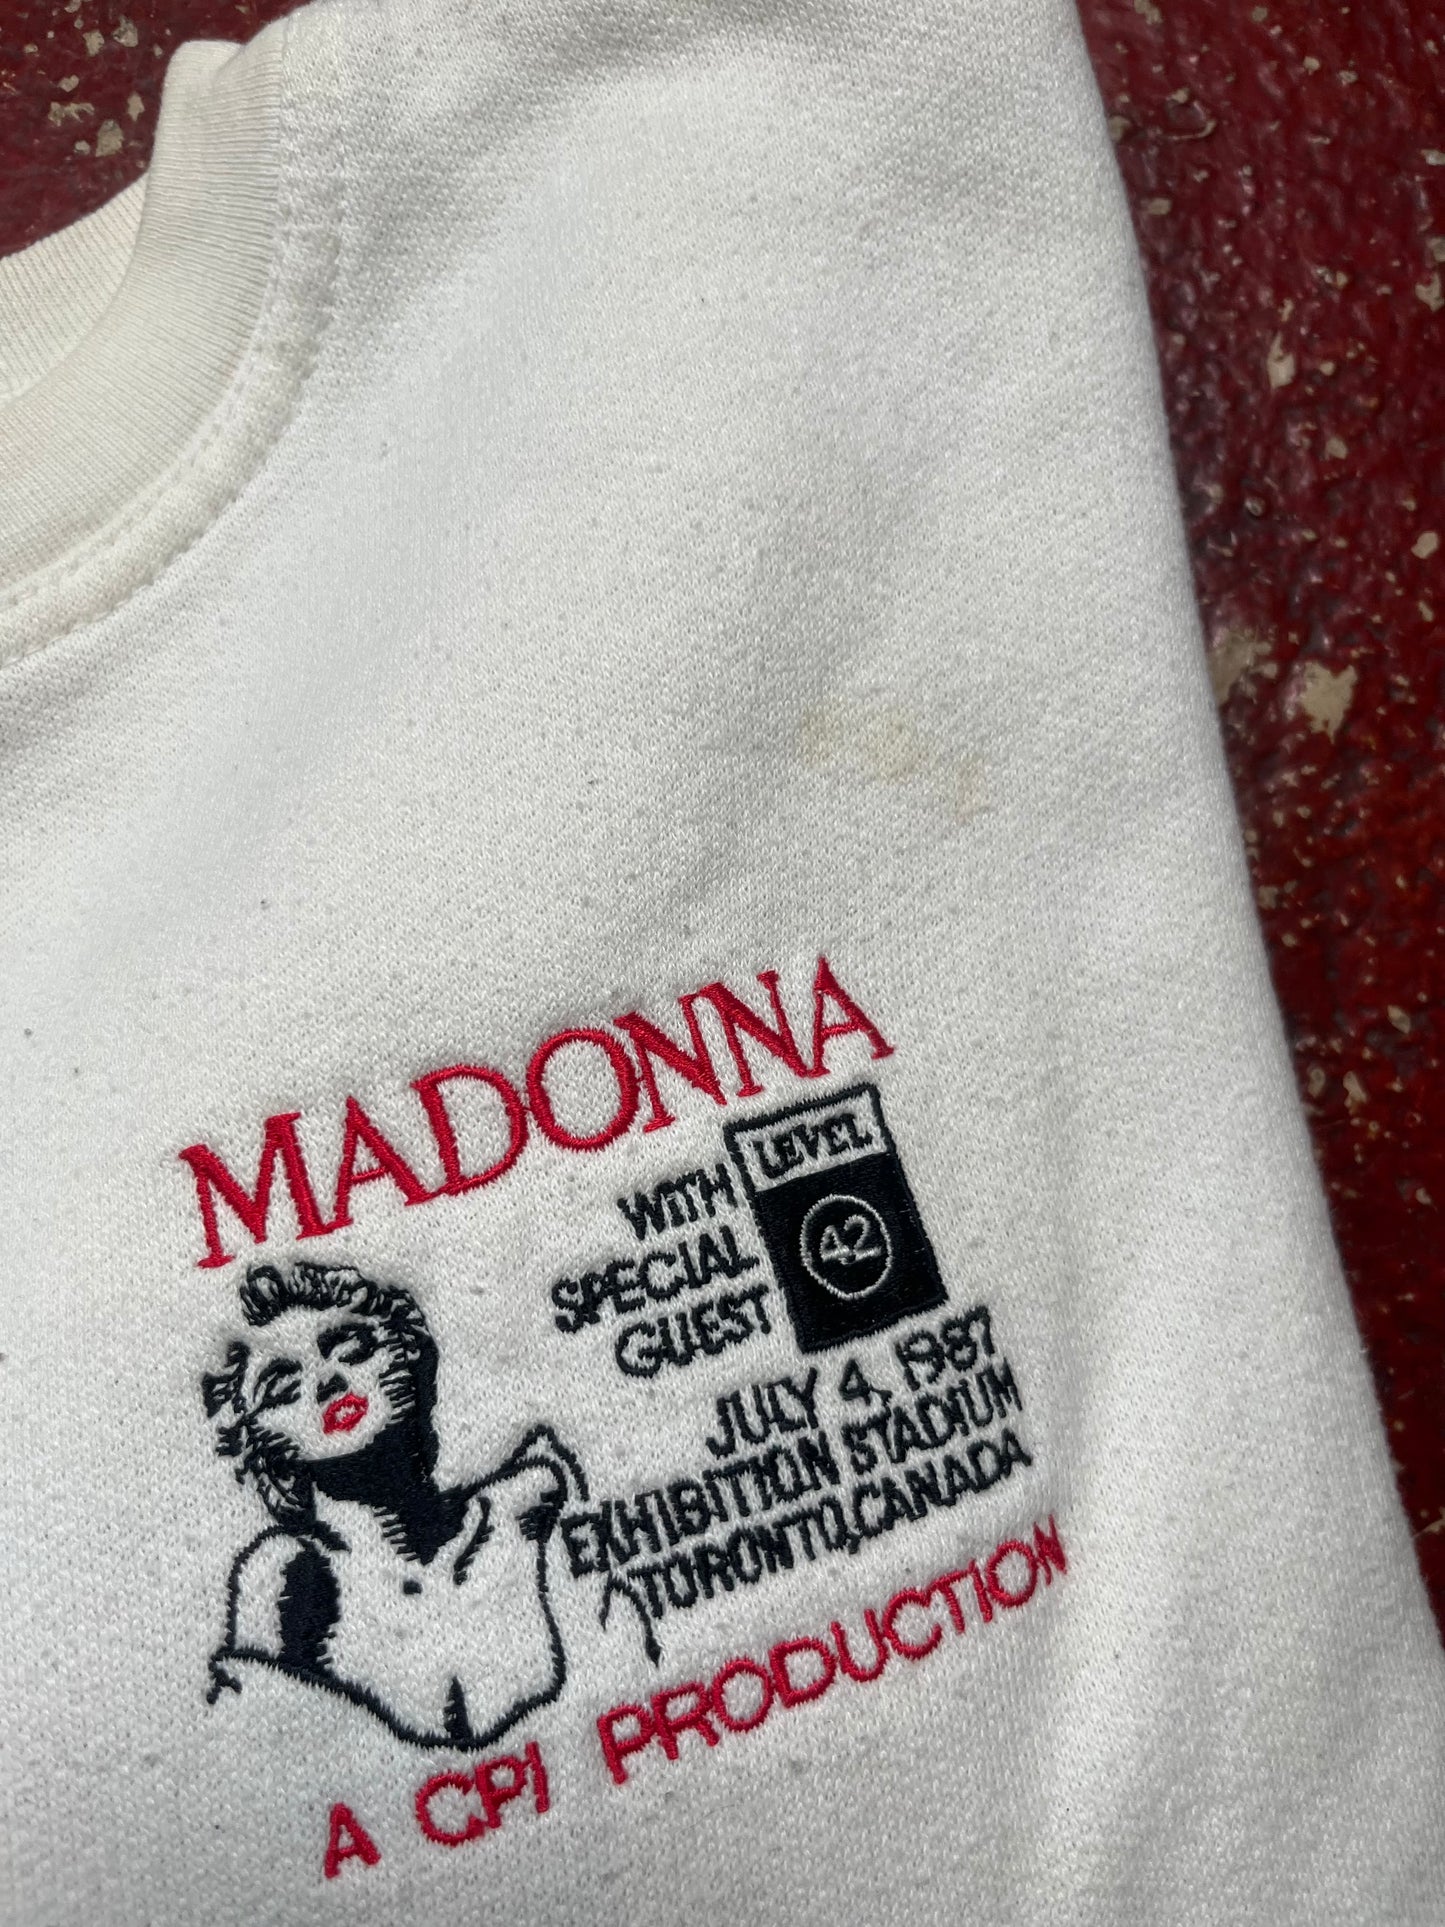 MADONNA
WITH
SPECIAL
GUEST
LEVEL
42
JULY 4, 1987
EXHIBITION STADIUM
TORONTO, CANADA
A CPI PRODUCTION